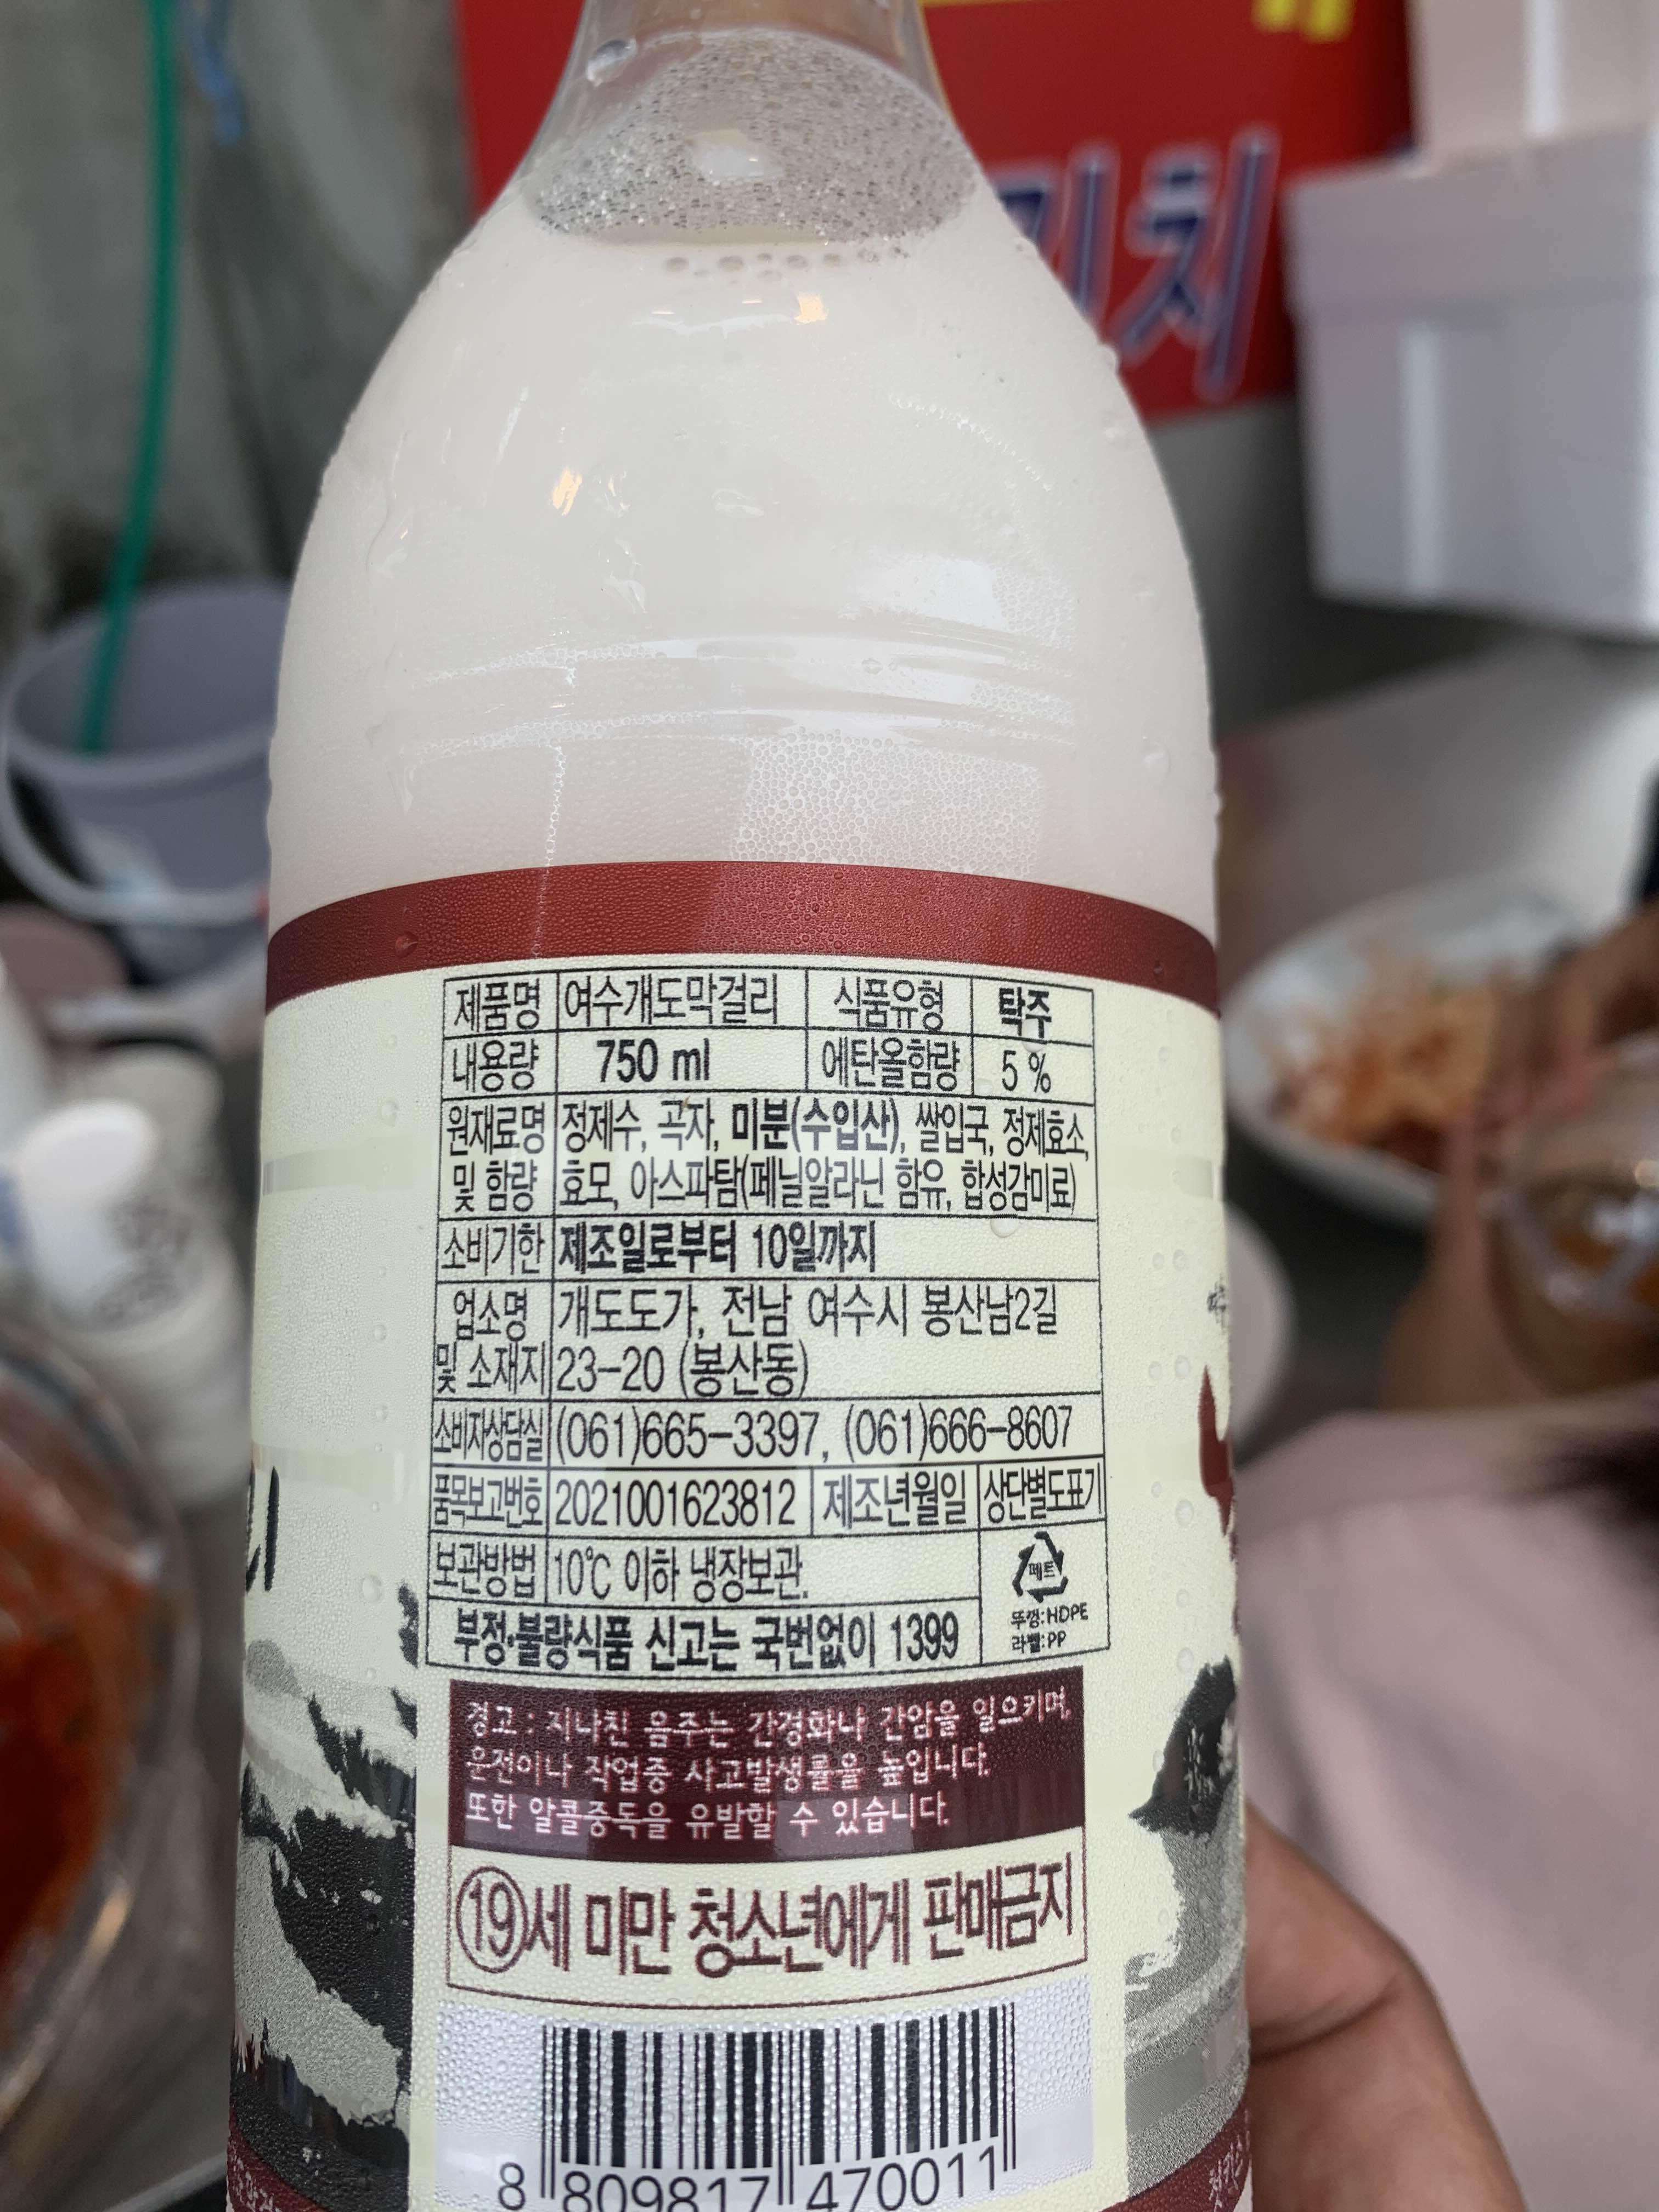 치
제품명 여수개도막걸리 식품유형 탁주
내용량 750 ml 에탄올함량 5 %
원재료명 정제수, 곡자, 미분(수입산), 쌀입국, 정제효소,
및 함량 효모, 아스파탐(페닐알라닌 함유, 합성감미료)
소비기한 제조일로부터 10일까지
업소명 개도도가, 전남 여수시 봉산남2길
및 소재지 23-20 (봉산동)
소비자상담실 (061)665-3397, (061)666-8607
품목보고번호 2021001623812 제조년월일 상단별도표기
보관방법 10℃ 이하 냉장보관.
페트
뚜껑:HDPE
라벨:PP
부정·불량식품 신고는 국번없이 1399
경고 : 지나친 음주는 간경화나 간암을 일으키며,
운전이나 작업중 사고발생률을 높입니다.
또한 알콜중독을 유발할 수 있습니다.
19세 미만 청소년에게 판매금지
8 809817 470011